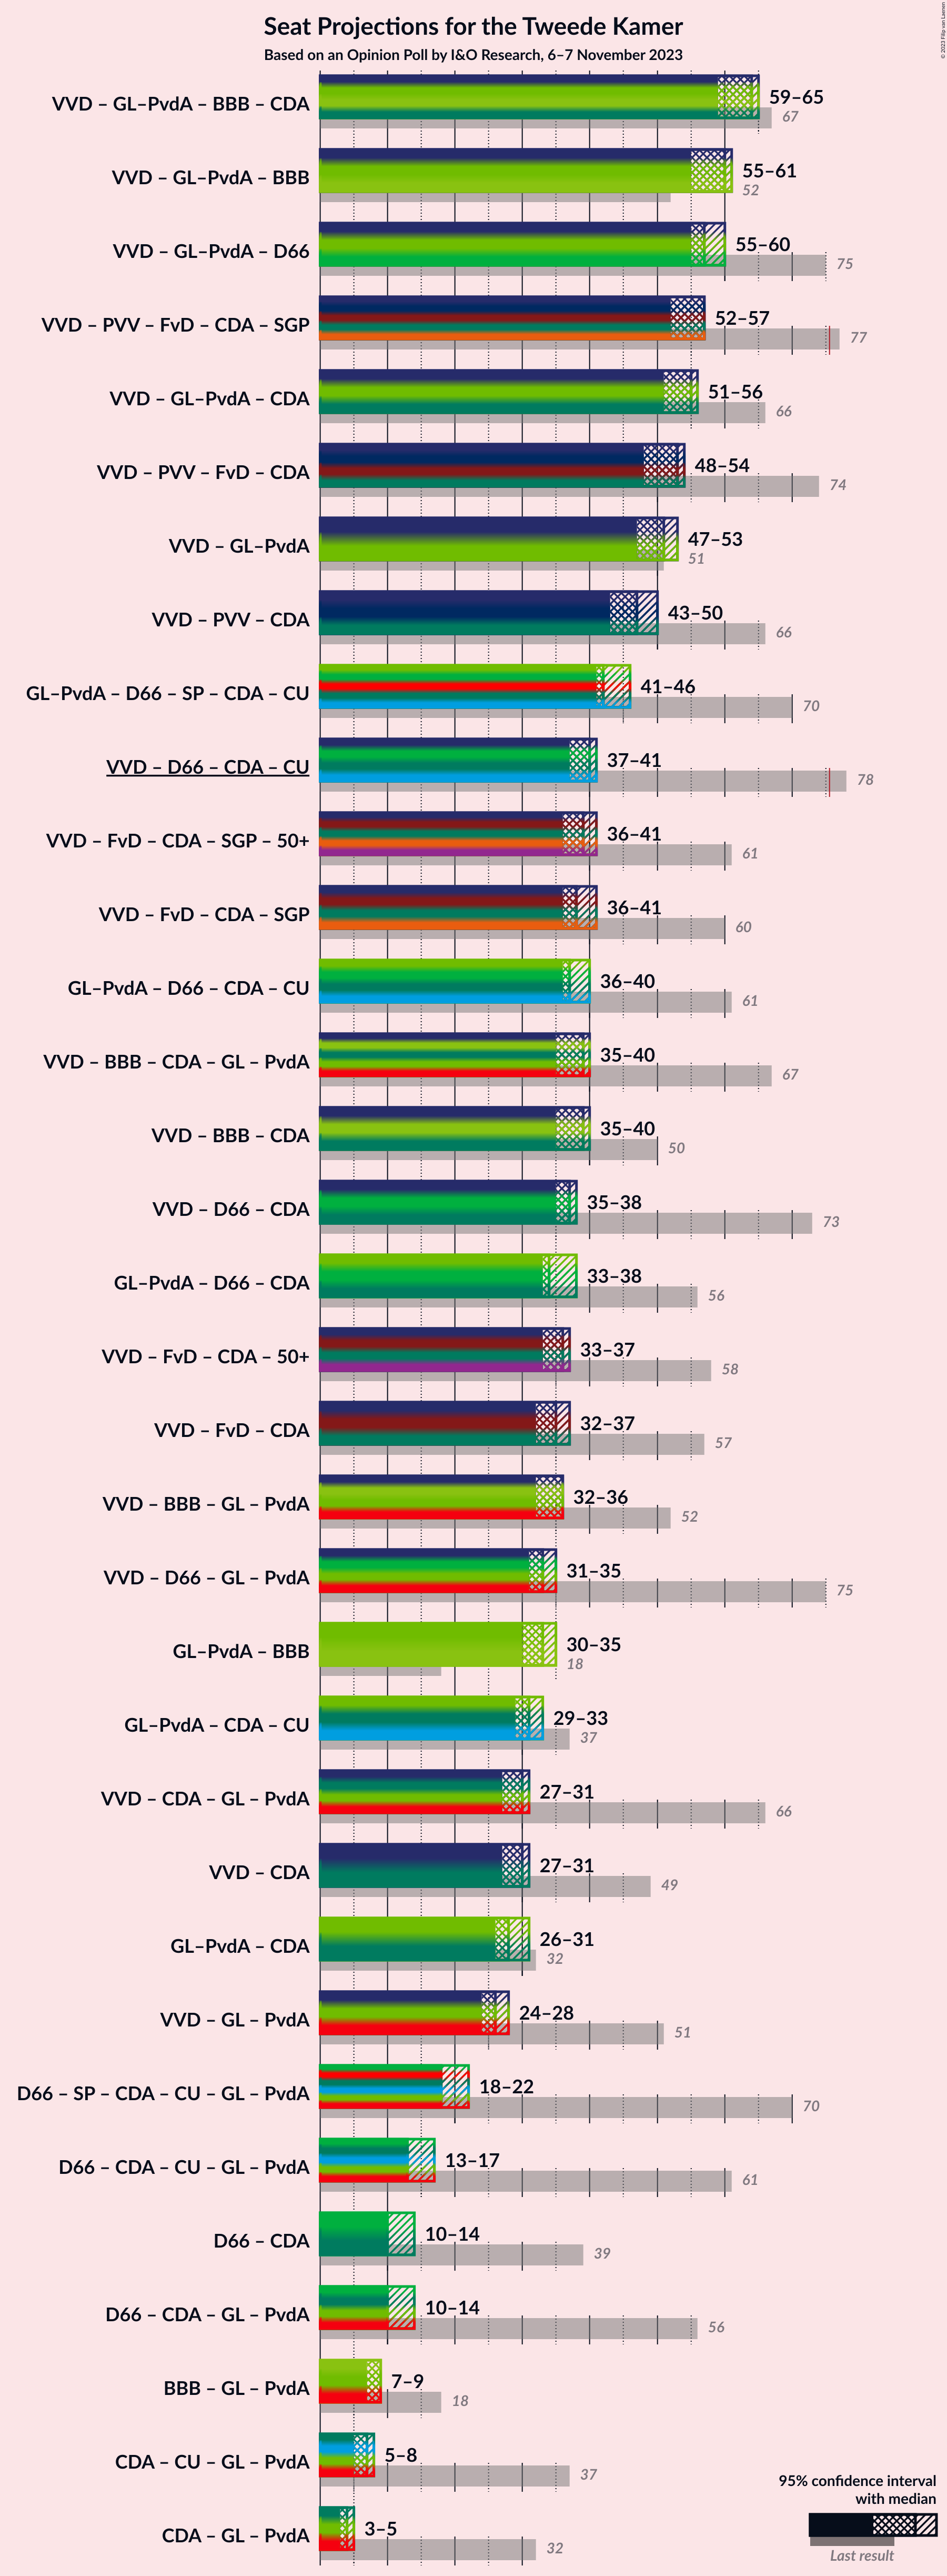 Seat Projections for the Tweede Kamer
Based on an Opinion Poll by I&O Research, 6–7 November 2023
© 2023 Filip van Laenen
VVD – GL–PvdA – BBB – CDA
59–65
67
VVD – GL–PvdA – BBB
55–61
52
VVD – GL–PvdA – D66
55–60
75
VVD – PVV – FvD – CDA – SGP
52–57
77
VVD – GL–PvdA – CDA
51–56
66
VVD – PVV – FvD – CDA
48–54
74
VVD – GL–PvdA
47–53
51
VVD – PVV – CDA
43–50
66
GL–PvdA – D66 – SP – CDA – CU
41–46
70
VVD – D66 – CDA – CU
37–41
78
VVD – FvD – CDA – SGP – 50+
36–41
61
VVD – FvD – CDA – SGP
36–41
60
GL–PvdA – D66 – CDA – CU
36–40
61
VVD – BBB – CDA – GL – PvdA
35–40
67
VVD – BBB – CDA
35–40
50
VVD – D66 – CDA
35–38
73
GL–PvdA – D66 – CDA
33–38
56
VVD – FvD – CDA – 50+
33–37
58
VVD – FvD – CDA
32–37
57
VVD – BBB – GL – PvdA
32–36
52
VVD – D66 – GL – PvdA
31–35
75
GL–PvdA – BBB
30–35
18
GL–PvdA – CDA – CU
29–33
37
VVD – CDA – GL – PvdA
27–31
66
VVD – CDA
27–31
49
GL–PvdA – CDA
26–31
32
VVD – GL – PvdA
24–28
51
D66 – SP – CDA – CU – GL – PvdA
18–22
70
D66 – CDA – CU – GL – PvdA
13–17
61
D66 – CDA
10–14
39
D66 – CDA – GL – PvdA
10–14
56
BBB – GL – PvdA
7–9
18
CDA – CU – GL – PvdA
5–8
37
CDA – GL – PvdA
3–5
32
95% confidence interval
with median
Last result